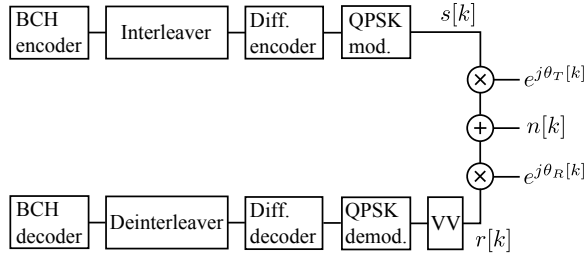 BCH encoder
Interleaver
Diff. encoder
QPSK mod.
s[k]
e^{jθ_T[k]}
n[k]
e^{jθ_R[k]}
BCH decoder
Deinterleaver
Diff. decoder
QPSK demod.
VV
r[k]